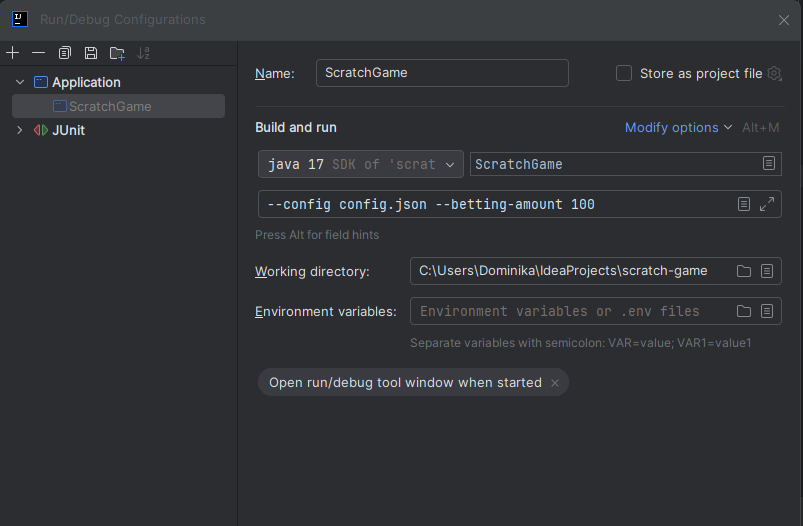 IJ Run/Debug Configurations
Application
ScratchGame
JUnit
Name: ScratchGame Store as project file
Build and run Modify options Alt+M
java 17 SDK of 'scrat ScratchGame
--config config.json --betting-amount 100
Press Alt for field hints
Working directory: C:\Users\Dominika\IdeaProjects\scratch-game
Environment variables: Environment variables or .env files
Separate variables with semicolon: VAR=value; VAR1=value1
Open run/debug tool window when started